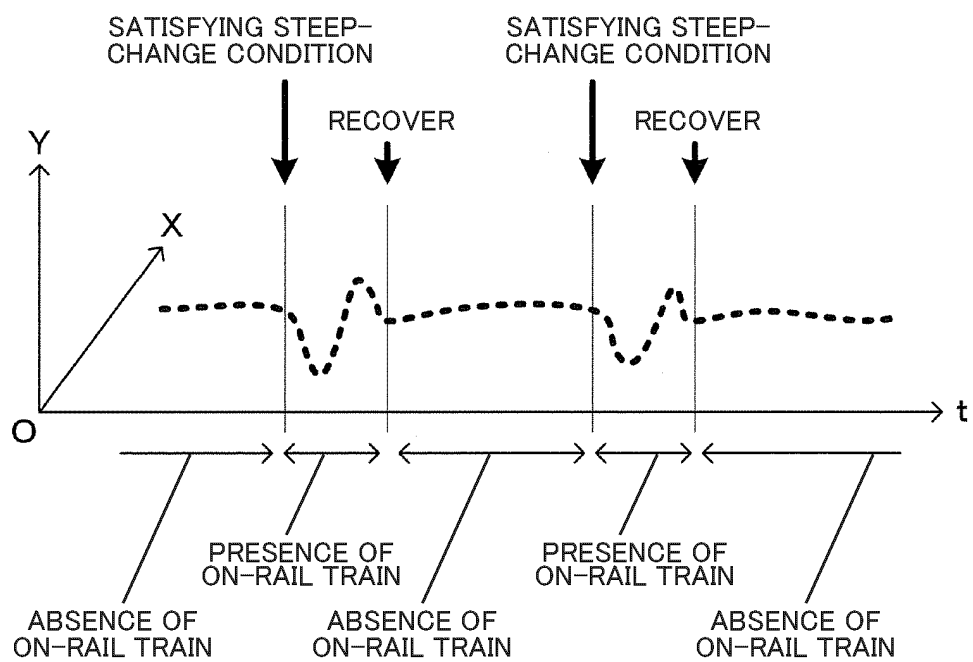 SATISFYING STEEP-
CHANGE CONDITION
SATISFYING STEEP-
CHANGE CONDITION
RECOVER
RECOVER
Y
X
O
t
PRESENCE OF
ON-RAIL TRAIN
PRESENCE OF
ON-RAIL TRAIN
ABSENCE OF
ON-RAIL TRAIN
ABSENCE OF
ON-RAIL TRAIN
ABSENCE OF
ON-RAIL TRAIN